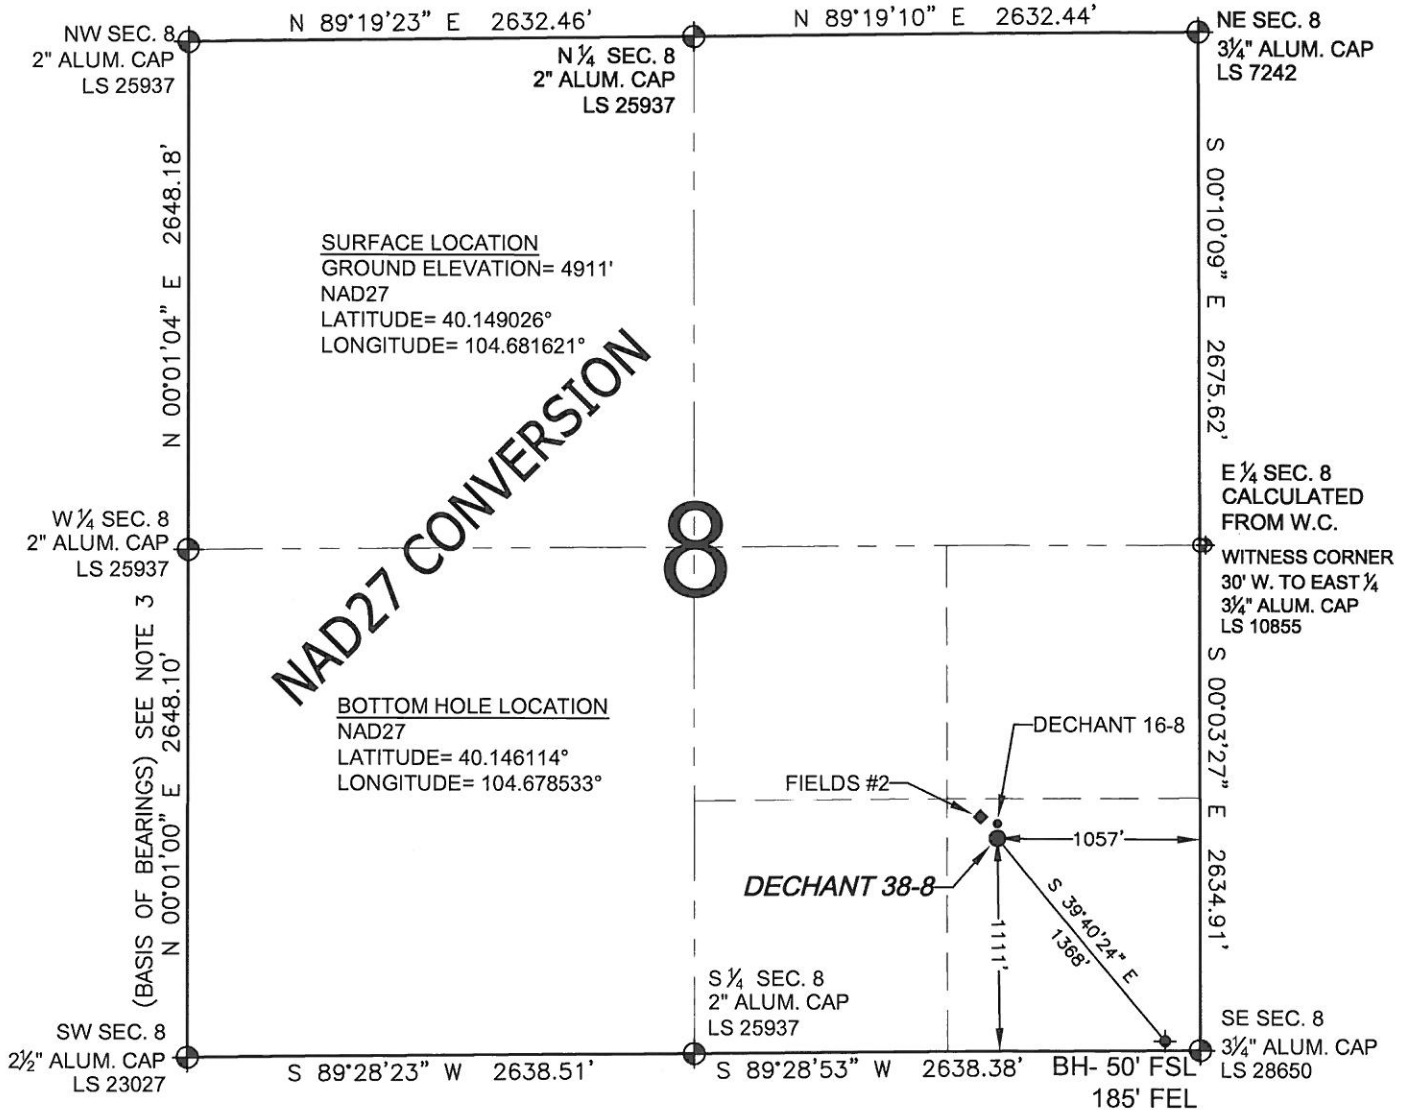 N 89°19'23" E 2632.46'
N 89°19'10" E 2632.44'
NW SEC. 8
2" ALUM. CAP
LS 25937
N ¼ SEC. 8
2" ALUM. CAP
LS 25937
NE SEC. 8
3¼" ALUM. CAP
LS 7242
N 00°01'04" E 2648.18'
S 00°10'09" E 2675.62'
SURFACE LOCATION
GROUND ELEVATION= 4911'
NAD27
LATITUDE= 40.149026°
LONGITUDE= 104.681621°
NAD27 CONVERSION
8
W ¼ SEC. 8
2" ALUM. CAP
LS 25937
E ¼ SEC. 8
CALCULATED
FROM W.C.
WITNESS CORNER
30' W. TO EAST ¼
3¼" ALUM. CAP
LS 10855
(BASIS OF BEARINGS) SEE NOTE 3
N 00°01'00" E 2648.10'
S 00°03'27" E 2634.91'
BOTTOM HOLE LOCATION
NAD27
LATITUDE= 40.146114°
LONGITUDE= 104.678533°
DECHANT 16-8
FIELDS #2
1057'
DECHANT 38-8
1111'
S 39°40'24" E
1368'
S ¼ SEC. 8
2" ALUM. CAP
LS 25937
SW SEC. 8
2½" ALUM. CAP
LS 23027
SE SEC. 8
3¼" ALUM. CAP
LS 28650
S 89°28'23" W 2638.51'
S 89°28'53" W 2638.38'
BH- 50' FSL
185' FEL